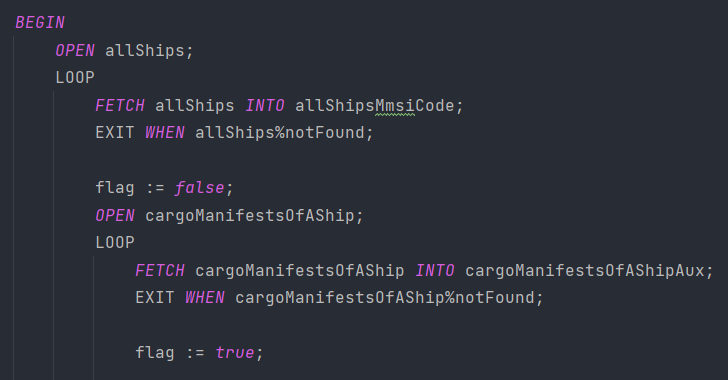 BEGIN
OPEN allShips;
LOOP
FETCH allShips INTO allShipsMmsiCode;
EXIT WHEN allShips%notFound;
flag := false;
OPEN cargoManifestsOfAShip;
LOOP
FETCH cargoManifestsOfAShip INTO cargoManifestsOfAShipAux;
EXIT WHEN cargoManifestsOfAShip%notFound;
flag := true;